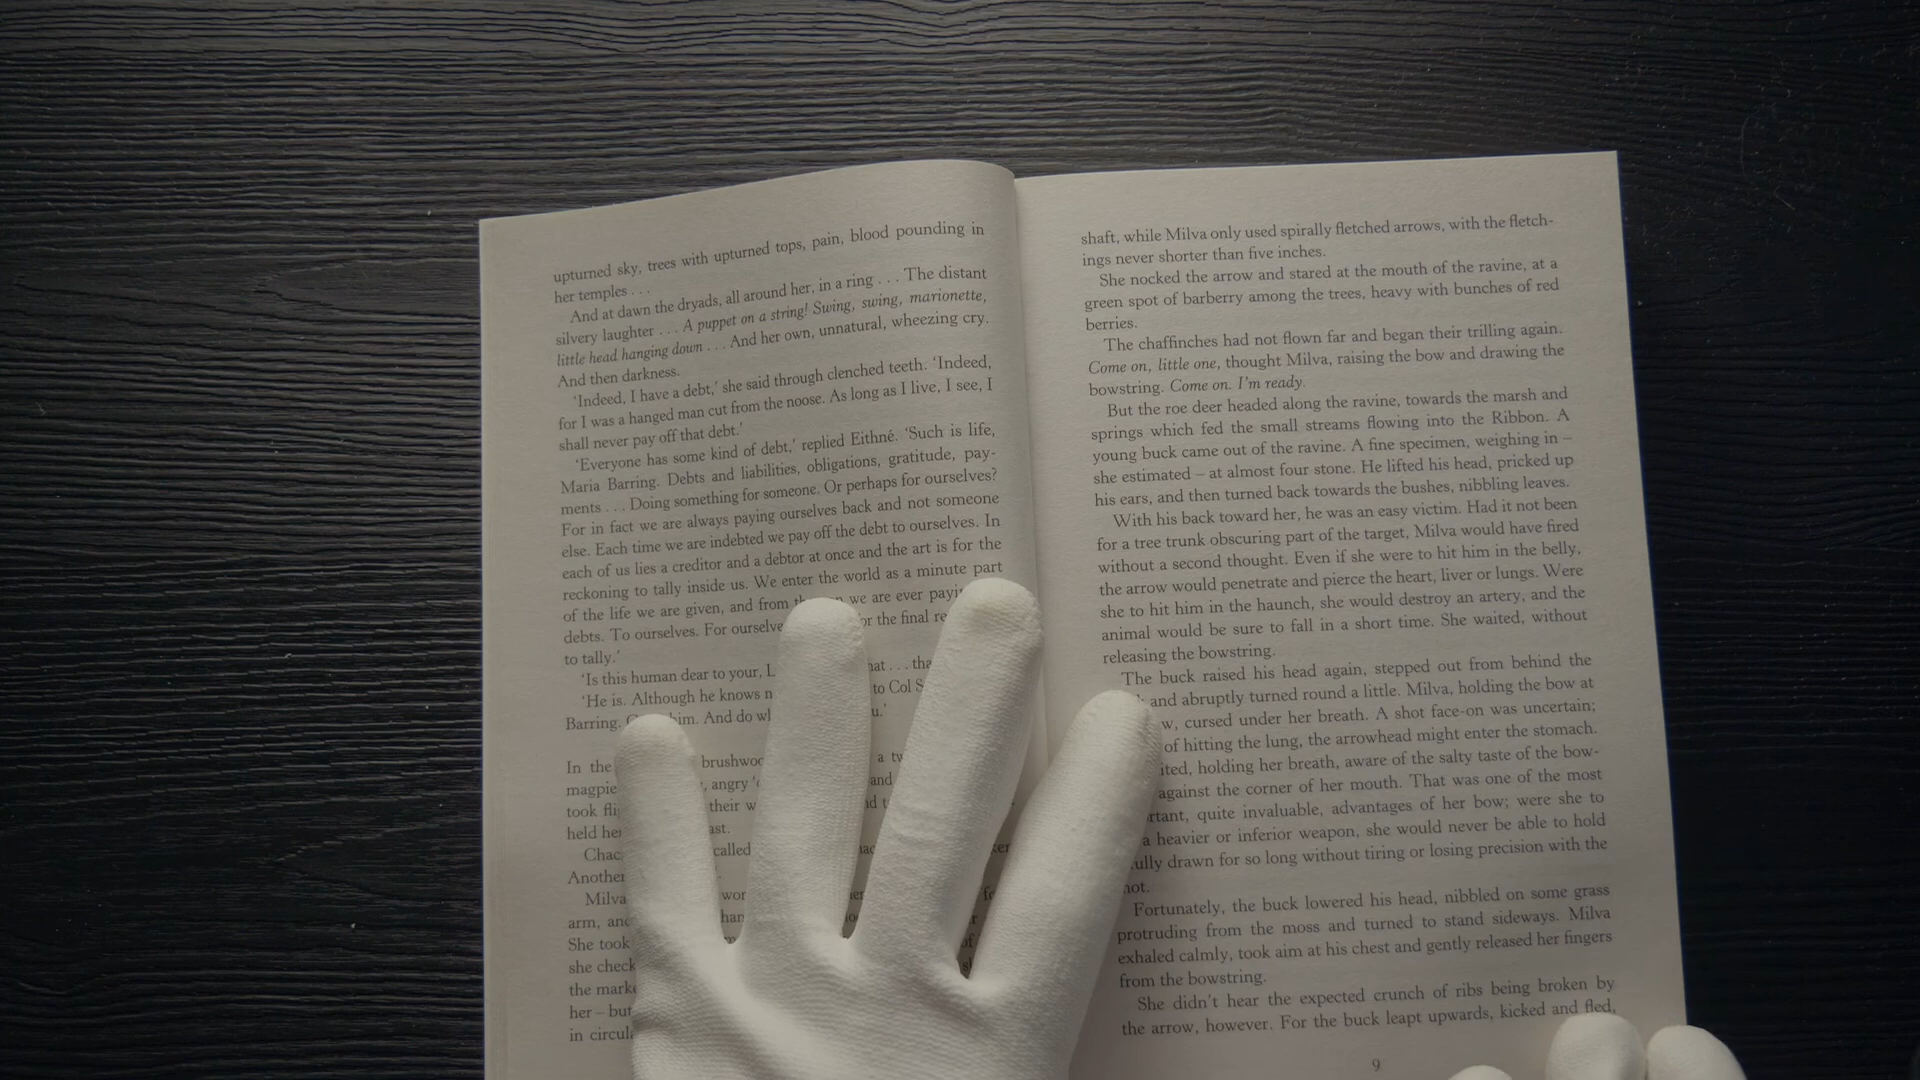 upturned sky, trees with upturned tops, pain, blood pounding in
her temples . . .
And at dawn the dryads, all around her, in a ring . . . The distant
silvery laughter . . . A puppet on a string! Swing, swing, marionette,
little head hanging down . . . And her own, unnatural, wheezing cry.
And then darkness.
‘Indeed, I have a debt,’ she said through clenched teeth. ‘Indeed,
for I was a hanged man cut from the noose. As long as I live, I see, I
shall never pay off that debt.’
‘Everyone has some kind of debt,’ replied Eithné. ‘Such is life,
Maria Barring. Debts and liabilities, obligations, gratitude, pay-
ments . . . Doing something for someone. Or perhaps for ourselves?
For in fact we are always paying ourselves back and not someone
else. Each time we are indebted we pay off the debt to ourselves. In
each of us lies a creditor and a debtor at once and the art is for the
reckoning to tally inside us. We enter the world as a minute part
of the life we are given, and from we are ever
debts. To ourselves. For the final
to tally.’
‘Is this human dear to your,
‘He is. Although he knows to Col
Barring. him. And do
In the a
magpie angry
took their
held
called
Another
Milva
arm,
She took
she check
the
her – but
in
shaft, while Milva only used spirally fletched arrows, with the fletch-
ings never shorter than five inches.
She nocked the arrow and stared at the mouth of the ravine, at a
green spot of barberry among the trees, heavy with bunches of red
berries.
The chaffinches had not flown far and began their trilling again.
Come on, little one, thought Milva, raising the bow and drawing the
bowstring. Come on. I’m ready.
But the roe deer headed along the ravine, towards the marsh and
springs which fed the small streams flowing into the Ribbon. A
young buck came out of the ravine. A fine specimen, weighing in –
she estimated – at almost four stone. He lifted his head, pricked up
his ears, and then turned back towards the bushes, nibbling leaves.
With his back toward her, he was an easy victim. Had it not been
for a tree trunk obscuring part of the target, Milva would have fired
without a second thought. Even if she were to hit him in the belly,
the arrow would penetrate and pierce the heart, liver or lungs. Were
she to hit him in the haunch, she would destroy an artery, and the
animal would be sure to fall in a short time. She waited, without
releasing the bowstring.
The buck raised his head again, stepped out from behind the
and abruptly turned round a little. Milva, holding the bow at
cursed under her breath. A shot face-on was uncertain;
of hitting the lung, the arrowhead might enter the stomach.
holding her breath, aware of the salty taste of the bow-
against the corner of her mouth. That was one of the most
quite invaluable, advantages of her bow; were she to
a heavier or inferior weapon, she would never be able to hold
drawn for so long without tiring or losing precision with the
Fortunately, the buck lowered his head, nibbled on some grass
protruding from the moss and turned to stand sideways. Milva
exhaled calmly, took aim at his chest and gently released her fingers
from the bowstring.
She didn’t hear the expected crunch of ribs being broken by
the arrow, however. For the buck leapt upwards, kicked and fled,
9